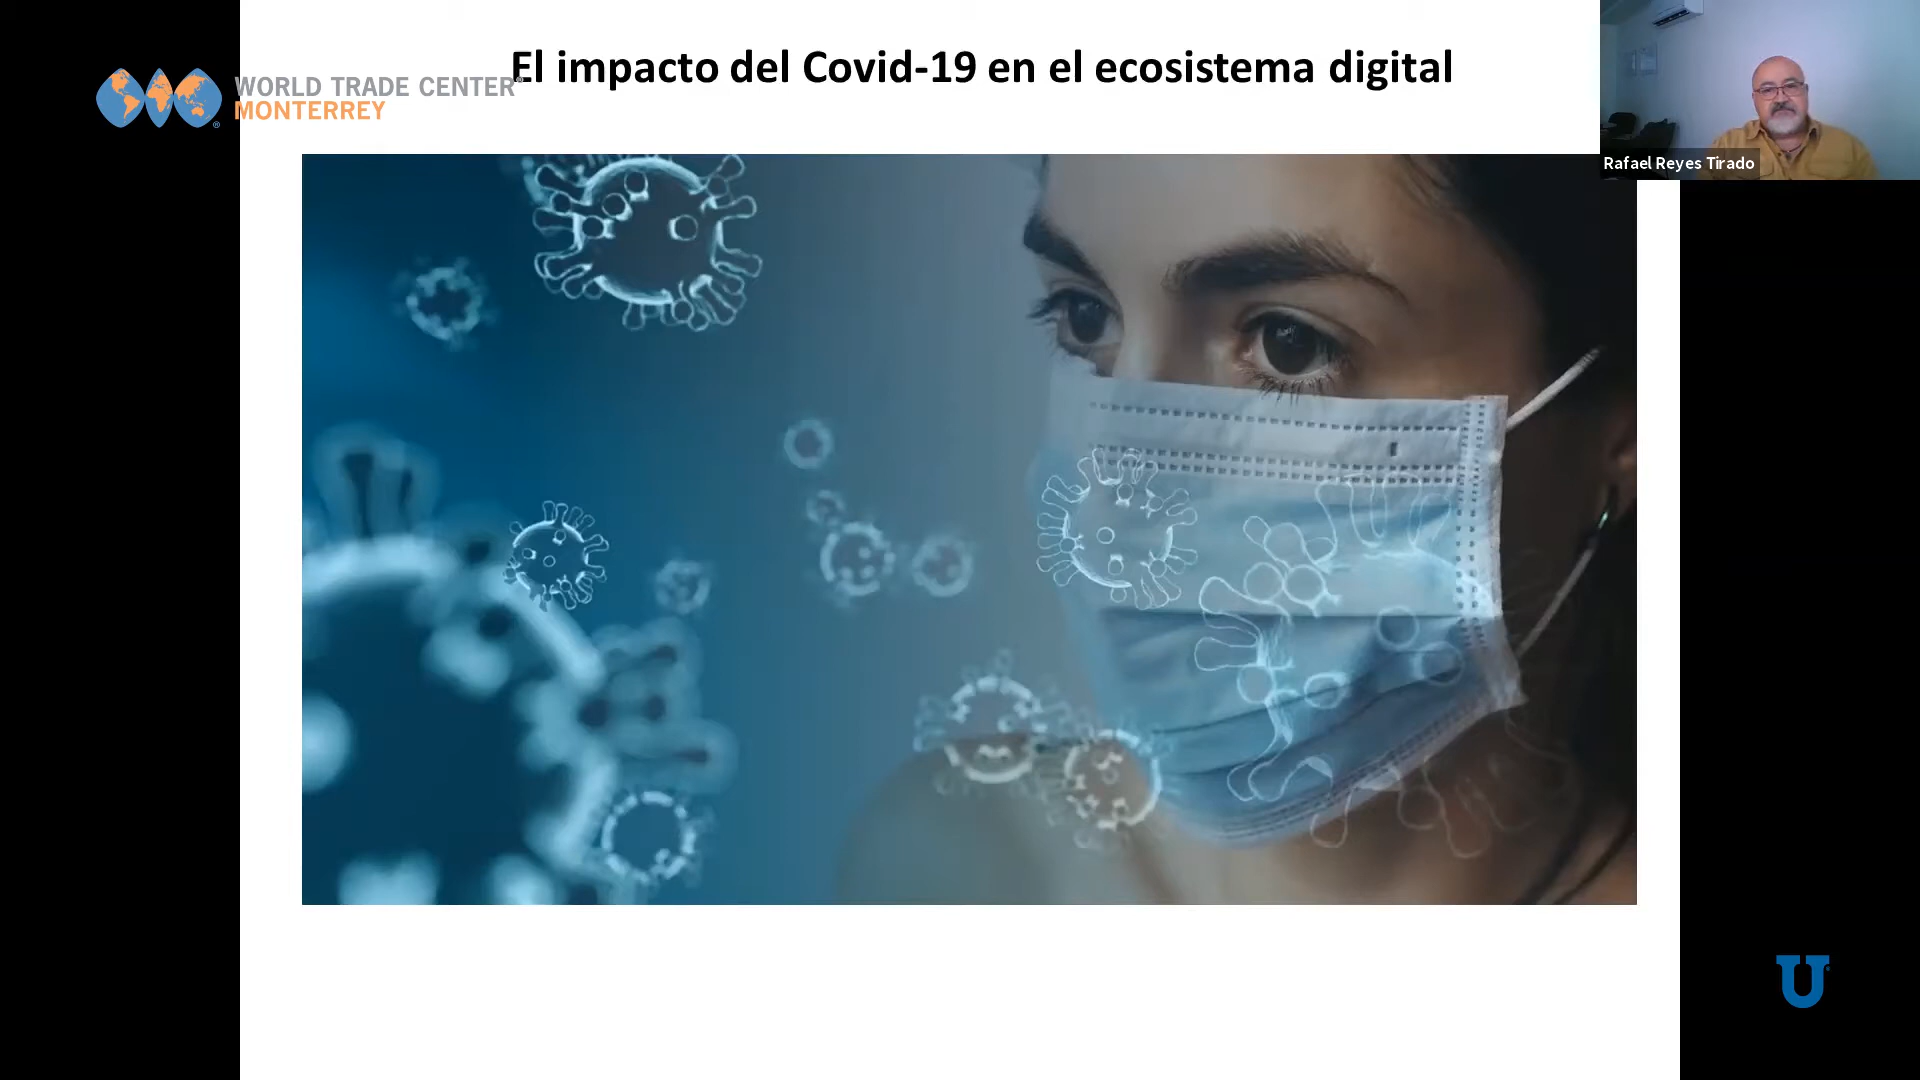 El impacto del Covid-19 en el ecosistema digital
WORLD TRADE CENTER®
MONTERREY
Rafael Reyes Tirado
U